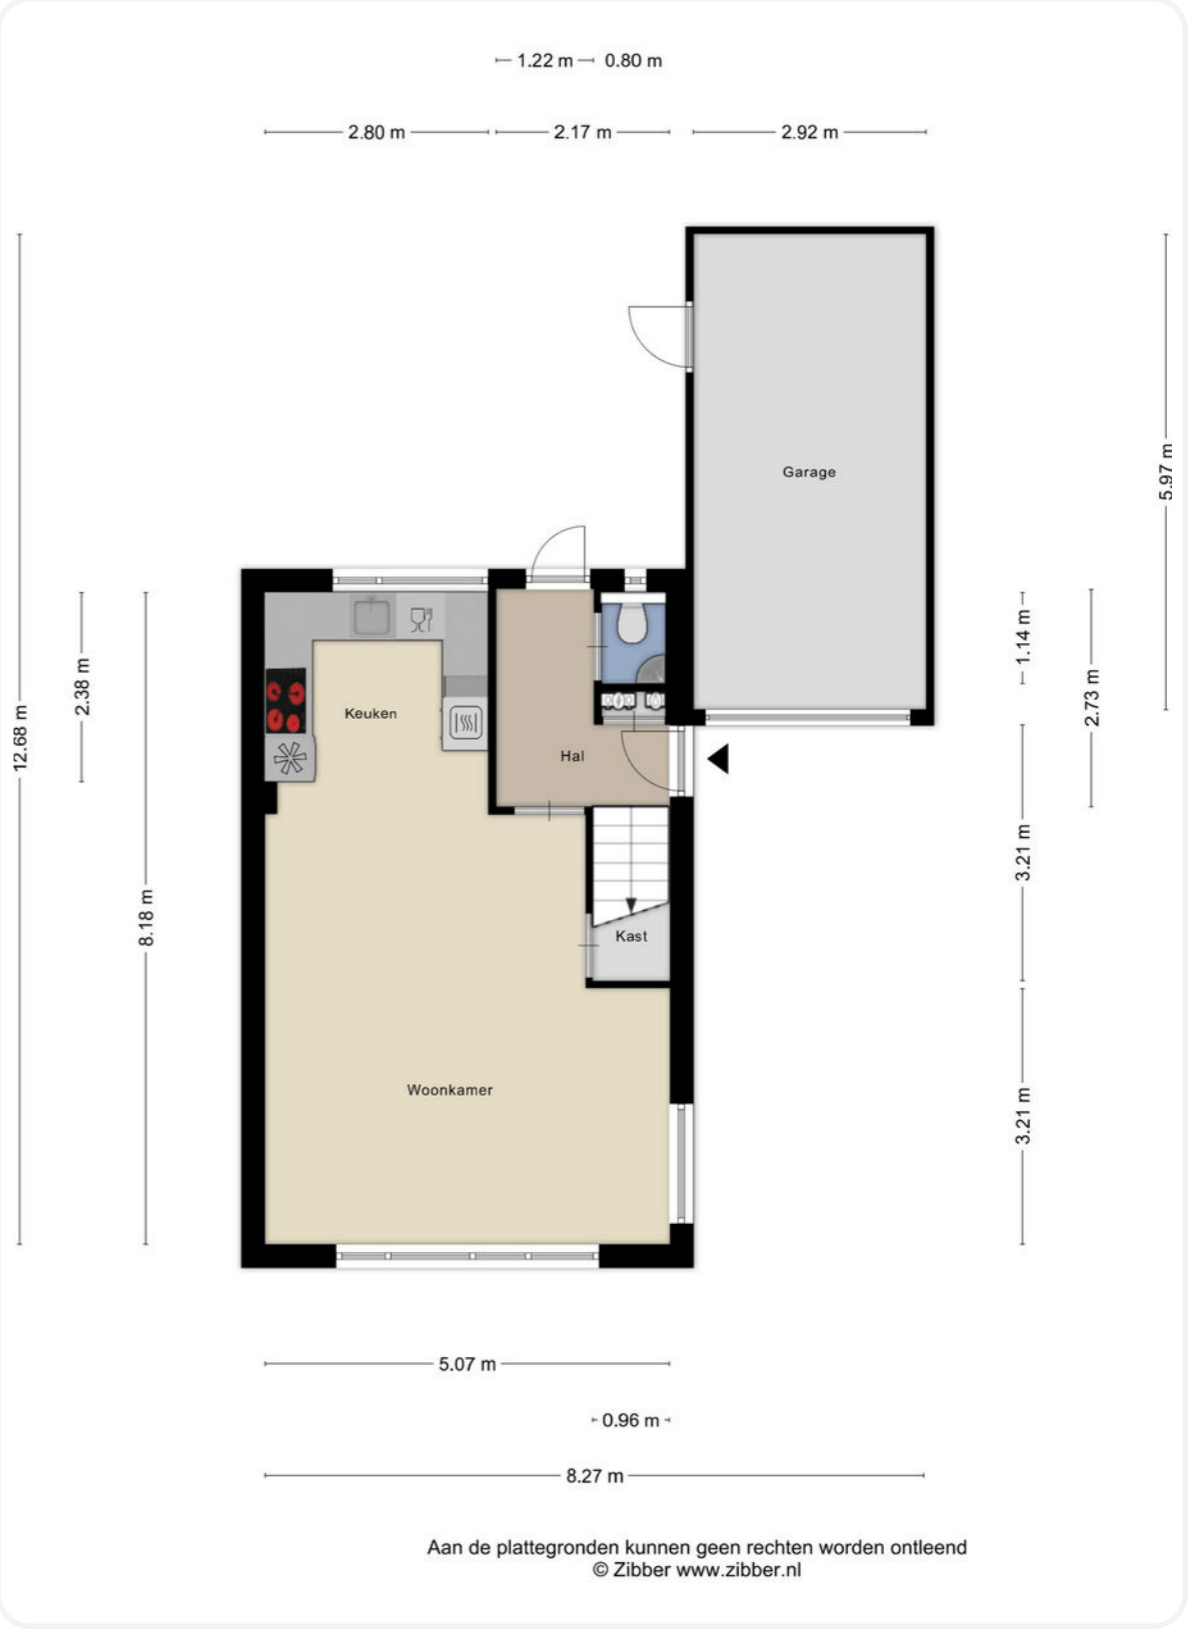 1.22 m 0.80 m
2.80 m 2.17 m 2.92 m
Garage
5.97 m
12.68 m
2.38 m
8.18 m
Keuken
Hal
Kast
Woonkamer
1.14 m
2.73 m
3.21 m
3.21 m
5.07 m
0.96 m
8.27 m
Aan de plattegronden kunnen geen rechten worden ontleend
© Zibber www.zibber.nl